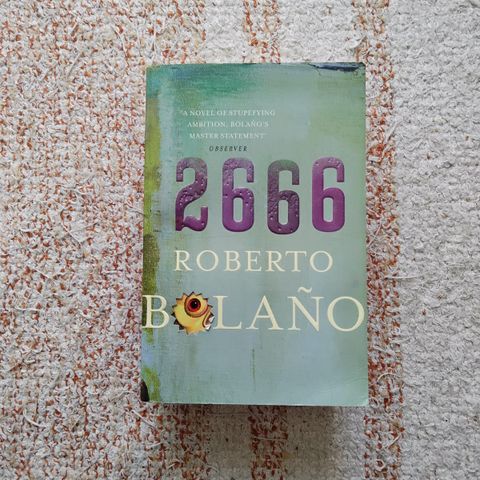 "A NOVEL OF STUPEFYING
AMBITION, BOLAÑO'S
MASTER STATEMENT"
OBSERVER
2666
ROBERTO
BOLAÑO